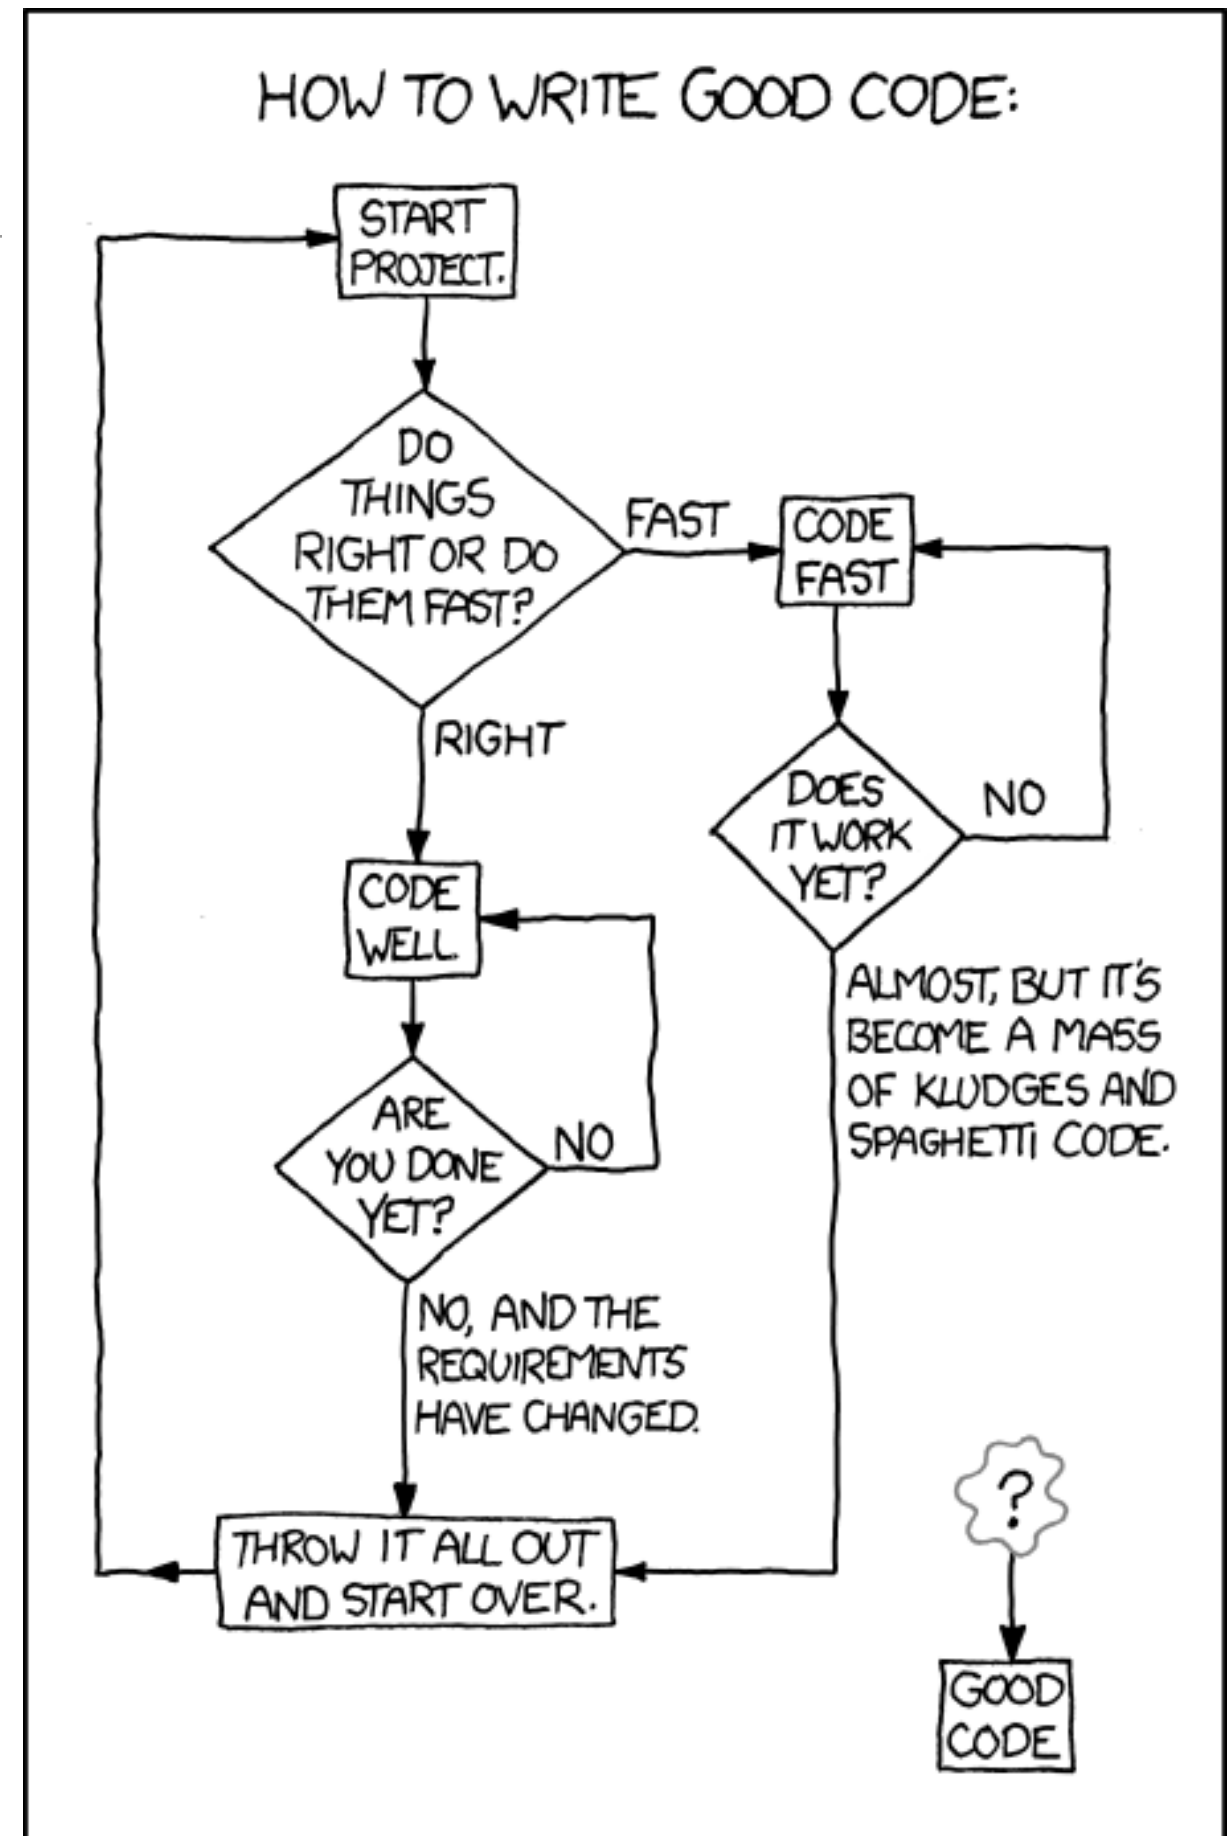 HOW TO WRITE GOOD CODE:
START
PROJECT.
DO
THINGS
RIGHT OR DO
THEM FAST?
FAST
CODE
FAST
RIGHT
DOES
IT WORK
YET?
NO
CODE
WELL.
ALMOST, BUT IT'S
BECOME A MASS
OF KLUDGES AND
SPAGHETTI CODE.
ARE
YOU DONE
YET?
NO
NO, AND THE
REQUIREMENTS
HAVE CHANGED.
THROW IT ALL OUT
AND START OVER.
?
GOOD
CODE